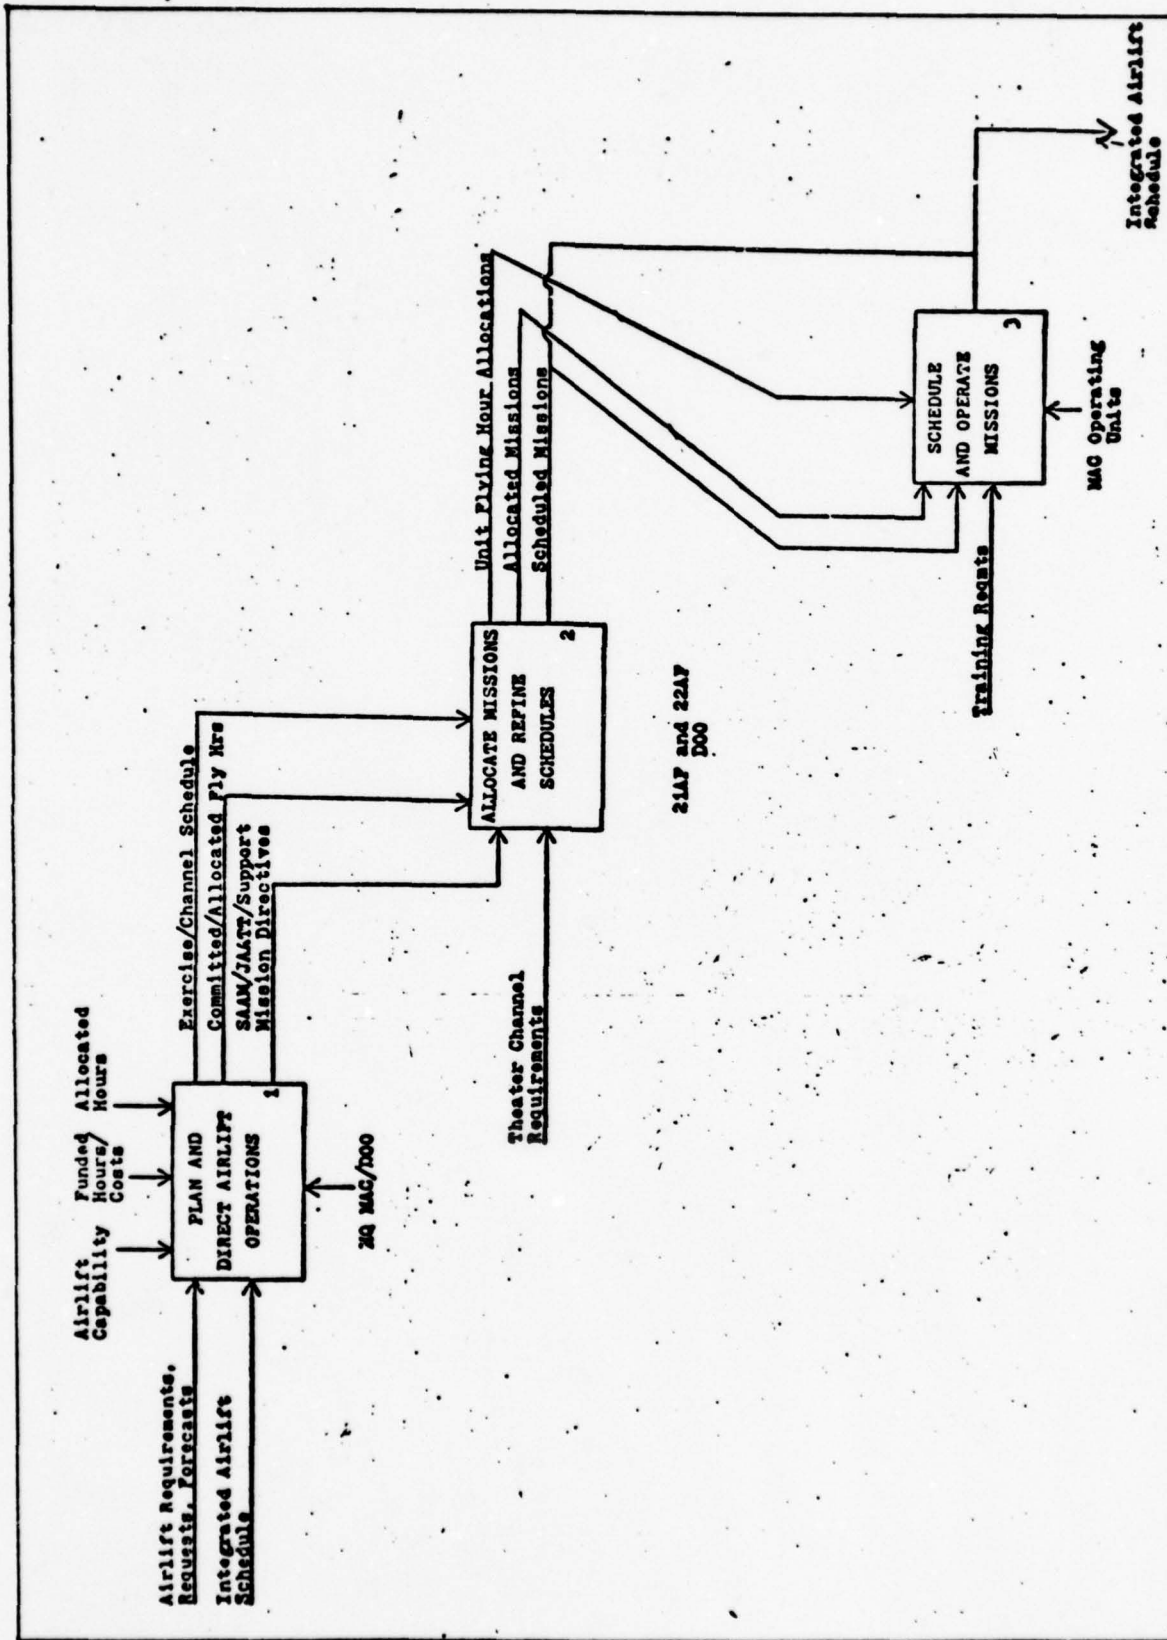 Airlift
Capability
Funded
Hours/
Costs
Allocated
Hours
Airlift Requirements,
Requests, Forecasts
Integrated Airlift
Schedule
PLAN AND
DIRECT AIRLIFT
OPERATIONS
1
HQ MAC/DOO
Exercise/Channel Schedule
Committed/Allocated Fly Hrs
SAAM/JA&TT/Support
Mission Directives
Theater Channel
Requirements
ALLOCATE MISSIONS
AND REFINE
SCHEDULES
2
21AF and 22AF
DOO
Unit Flying Hour Allocations
Allocated Missions
Scheduled Missions
Training Reqmts
SCHEDULE
AND OPERATE
MISSIONS
3
MAC Operating
Units
Integrated Airlift
Schedule